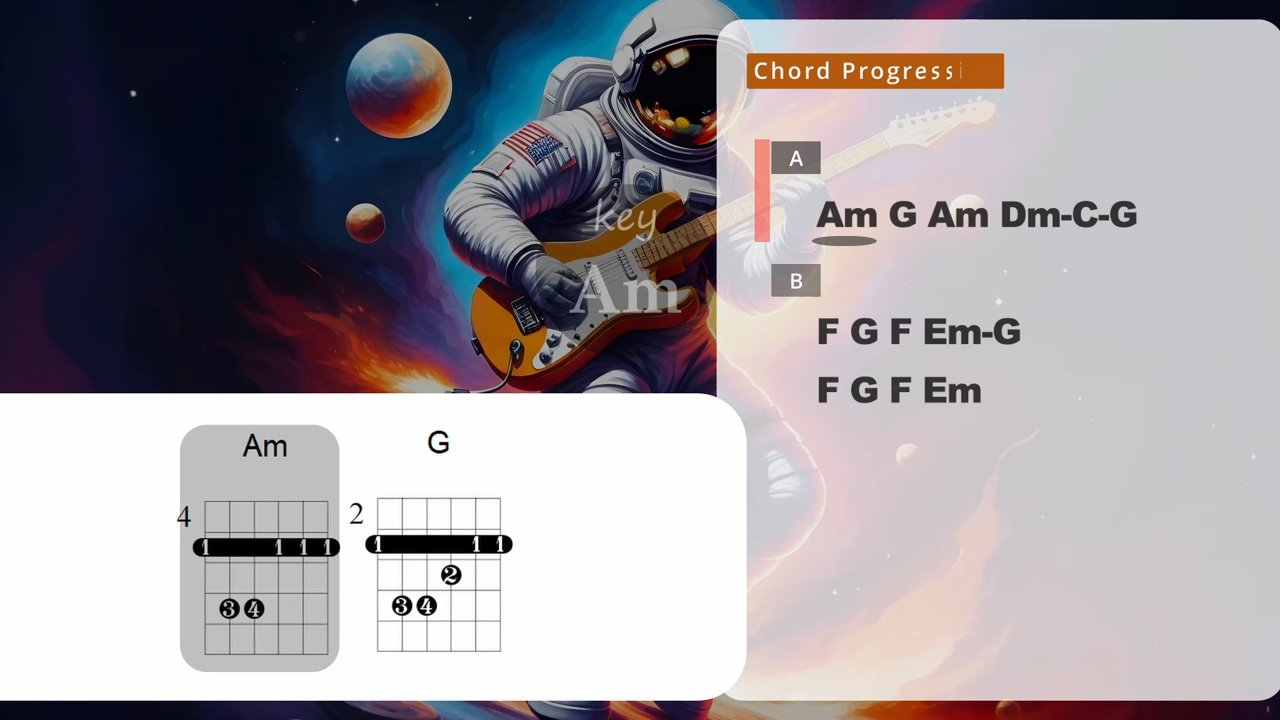 Chord Progress
A
Am G Am Dm-C-G
B
F G F Em-G
F G F Em
key
Am
Am
G
4
2
1 1 1 1
1 1 1
2
3 4
3 4